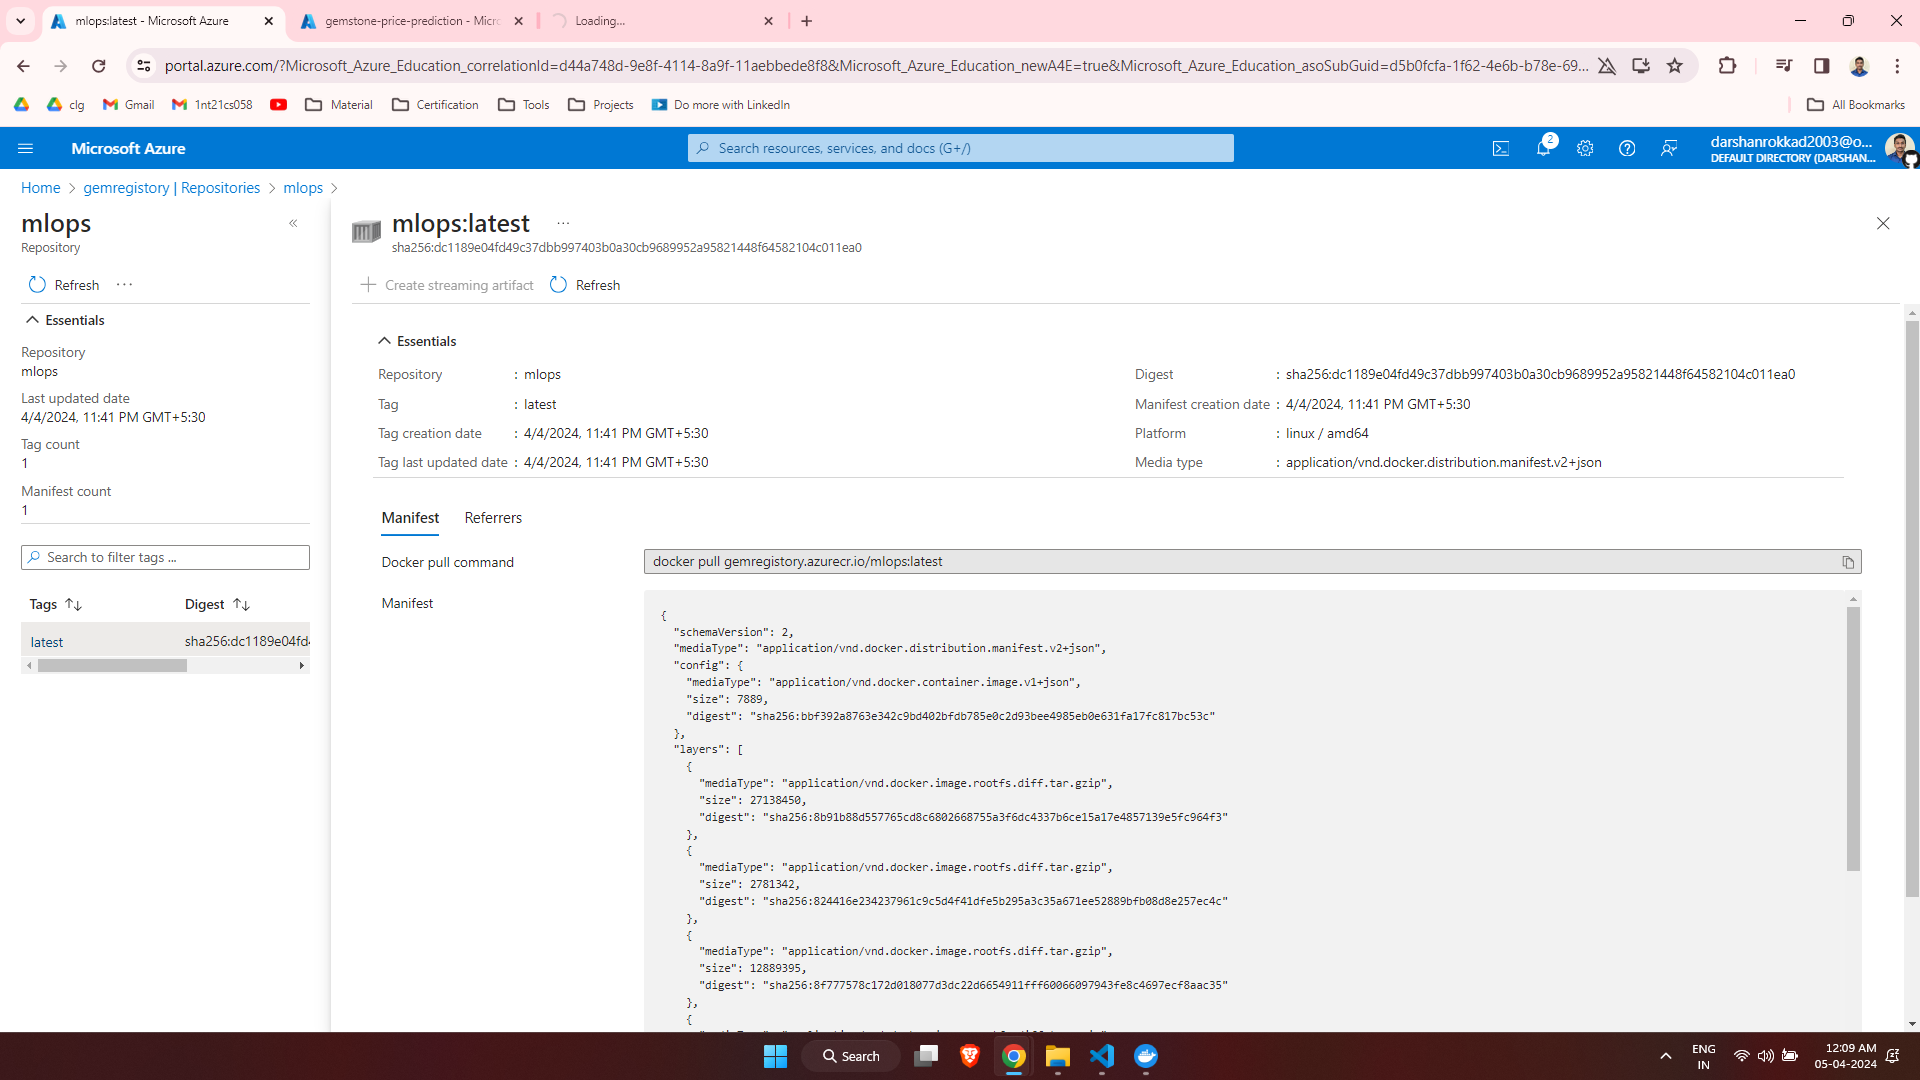 mlops:latest - Microsoft Azure
gemstone-price-prediction - Micr
Loading...
portal.azure.com/?Microsoft_Azure_Education_correlationId=d44a748d-9e8f-4114-8a9f-11aebbede8f8&Microsoft_Azure_Education_newA4E=true&Microsoft_Azure_Education_asoSubGuid=d5b0fcfa-1f62-4e6b-b78e-69...
clg
Gmail
1nt21cs058
Material
Certification
Tools
Projects
Do more with LinkedIn
All Bookmarks
Microsoft Azure
Search resources, services, and docs (G+/)
2
darshanrokkad2003@o...
DEFAULT DIRECTORY (DARSHAN...
Home > gemregistory | Repositories > mlops >
mlops
Repository
Refresh
Essentials
Repository
mlops
Last updated date
4/4/2024, 11:41 PM GMT+5:30
Tag count
1
Manifest count
1
Search to filter tags ...
Tags
Digest
latest
sha256:dc1189e04fd4
mlops:latest
sha256:dc1189e04fd49c37dbb997403b0a30cb9689952a95821448f64582104c011ea0
Create streaming artifact
Refresh
Essentials
Repository : mlops
Tag : latest
Tag creation date : 4/4/2024, 11:41 PM GMT+5:30
Tag last updated date : 4/4/2024, 11:41 PM GMT+5:30
Digest : sha256:dc1189e04fd49c37dbb997403b0a30cb9689952a95821448f64582104c011ea0
Manifest creation date : 4/4/2024, 11:41 PM GMT+5:30
Platform : linux / amd64
Media type : application/vnd.docker.distribution.manifest.v2+json
Manifest
Referrers
Docker pull command
docker pull gemregistory.azurecr.io/mlops:latest
Manifest
{
"schemaVersion": 2,
"mediaType": "application/vnd.docker.distribution.manifest.v2+json",
"config": {
"mediaType": "application/vnd.docker.container.image.v1+json",
"size": 7889,
"digest": "sha256:bbf392a8763e342c9bd402bfdb785e0c2d93bee4985eb0e631fa17fc817bc53c"
},
"layers": [
{
"mediaType": "application/vnd.docker.image.rootfs.diff.tar.gzip",
"size": 27138450,
"digest": "sha256:8b91b88d557765cd8c6802668755a3f6dc4337b6ce15a17e4857139e5fc964f3"
},
{
"mediaType": "application/vnd.docker.image.rootfs.diff.tar.gzip",
"size": 2781342,
"digest": "sha256:824416e234237961c9c5d4f41dfe5b295a3c35a671ee52889bfb08d8e257ec4c"
},
{
"mediaType": "application/vnd.docker.image.rootfs.diff.tar.gzip",
"size": 12889395,
"digest": "sha256:8f777578c172d018077d3dc22d6654911fff60066097943fe8c4697ecf8aac35"
},
{
Search
ENG
IN
12:09 AM
05-04-2024